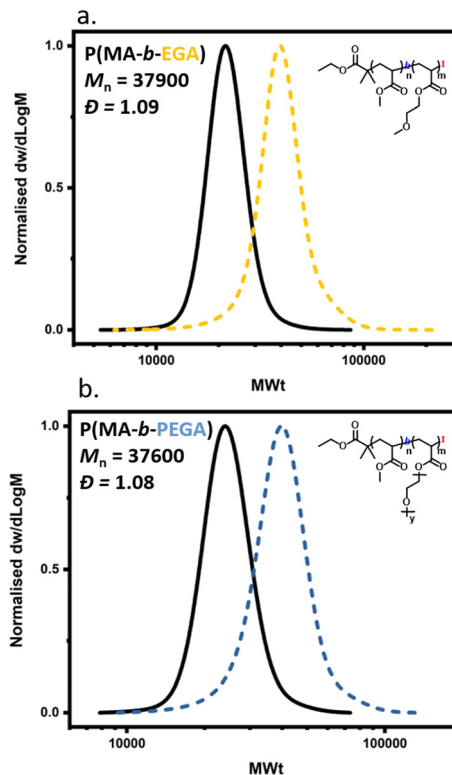 a.
P(MA-b-EGA)
Mn = 37900
Đ = 1.09
O
b
n
m
I
O
O
O
O
O
O
Normalised dw/dLogM
1.0
0.5
0.0
10000
100000
MWt
b.
P(MA-b-PEGA)
Mn = 37600
Đ = 1.08
O
b
n
m
I
O
O
O
O
O
O
y
Normalised dw/dLogM
1.0
0.5
0.0
10000
100000
MWt